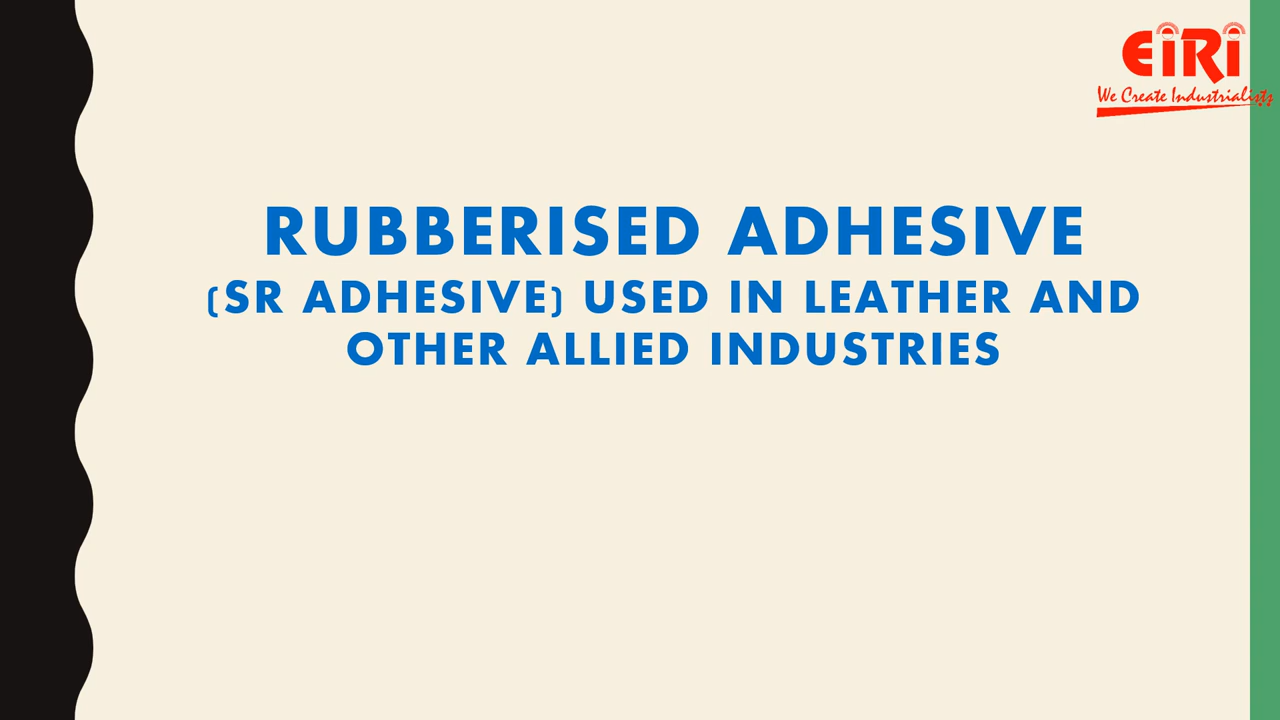 EiRi
We Create Industrialists
RUBBERISED ADHESIVE
(SR ADHESIVE) USED IN LEATHER AND
OTHER ALLIED INDUSTRIES